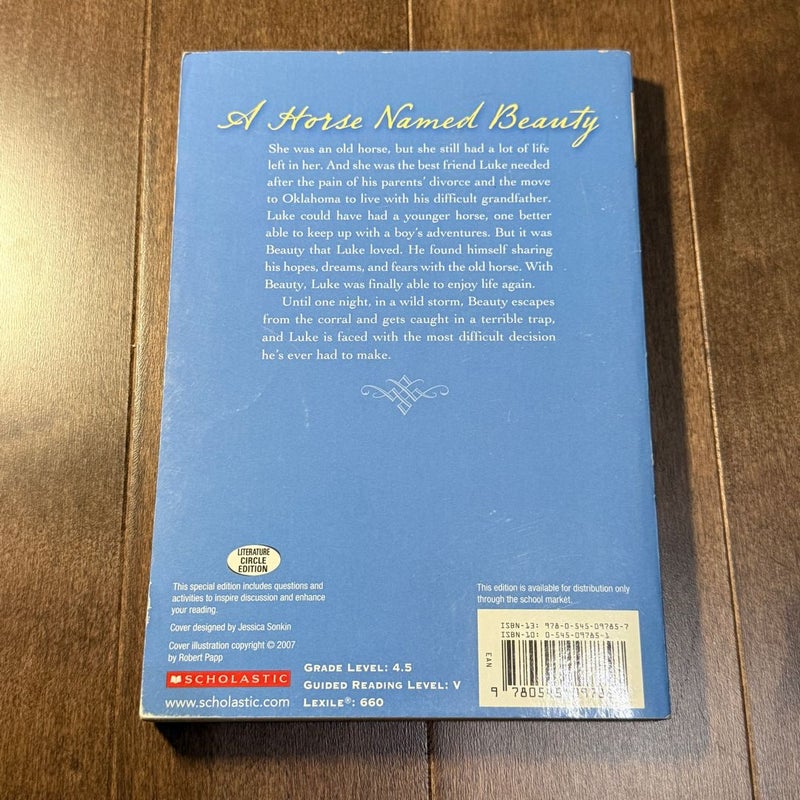 A Horse Named Beauty
She was an old horse, but she still had a lot of life
left in her. And she was the best friend Luke needed
after the pain of his parents' divorce and the move
to Oklahoma to live with his difficult grandfather.
Luke could have had a younger horse, one better
able to keep up with a boy's adventures. But it was
Beauty that Luke loved. He found himself sharing
his hopes, dreams, and fears with the old horse. With
Beauty, Luke was finally able to enjoy life again.
Until one night, in a wild storm, Beauty escapes
from the corral and gets caught in a terrible trap,
and Luke is faced with the most difficult decision
he's ever had to make.
LITERATURE
CIRCLE
EDITION
This special edition includes questions and
activities to inspire discussion and enhance
your reading.
Cover designed by Jessica Sonkin
Cover illustration copyright © 2007
by Robert Papp
SCHOLASTIC
www.scholastic.com
GRADE LEVEL: 4.5
GUIDED READING LEVEL: V
LEXILE®: 660
This edition is available for distribution only
through the school market.
ISBN-13: 978-0-545-09785-7
ISBN-10: 0-545-09785-1
EAN